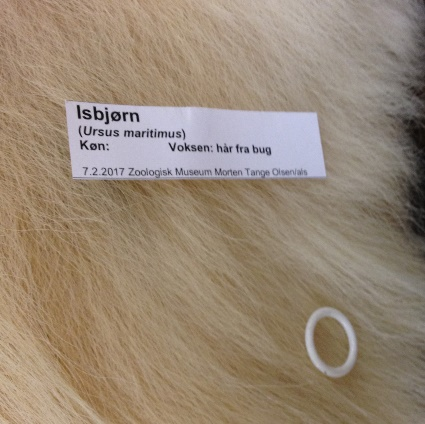 Isbjørn
(Ursus maritimus)
Køn: Voksen: hår fra bug
7.2.2017 Zoologisk Museum Morten Tange Olsen/als